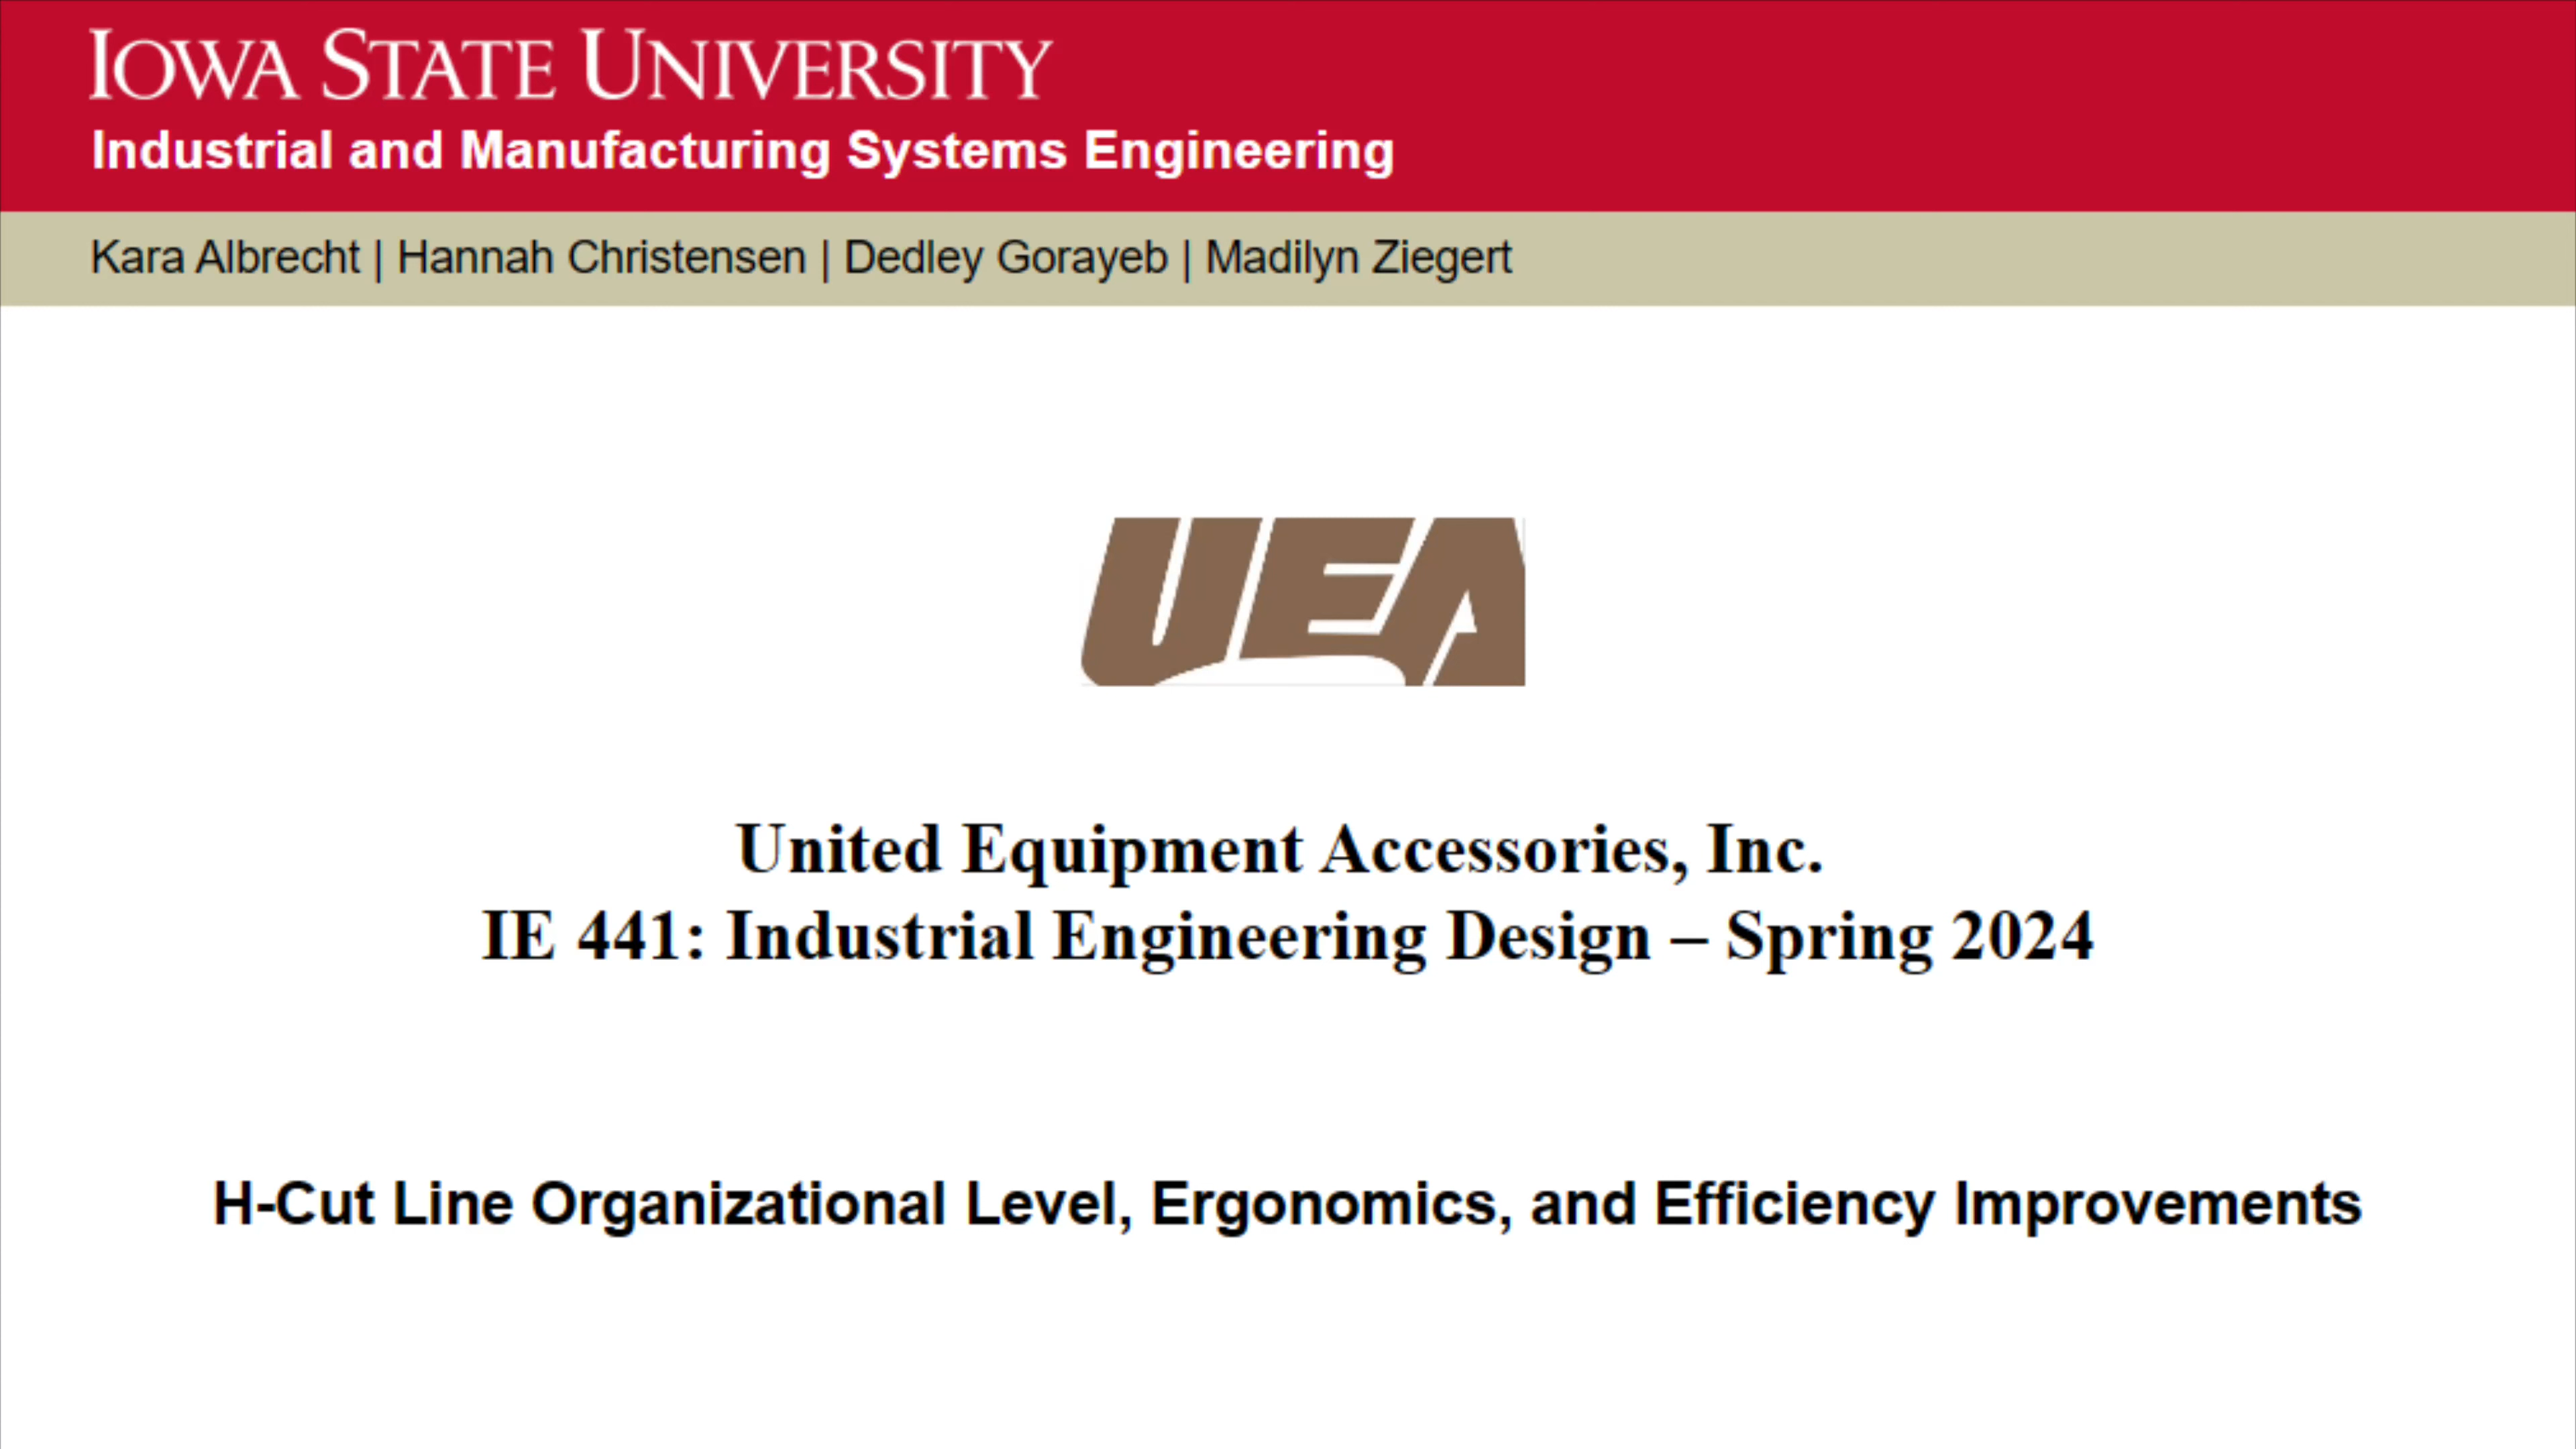 IOWA STATE UNIVERSITY
Industrial and Manufacturing Systems Engineering
Kara Albrecht | Hannah Christensen | Dedley Gorayeb | Madilyn Ziegert
UEA
United Equipment Accessories, Inc.
IE 441: Industrial Engineering Design – Spring 2024
H-Cut Line Organizational Level, Ergonomics, and Efficiency Improvements